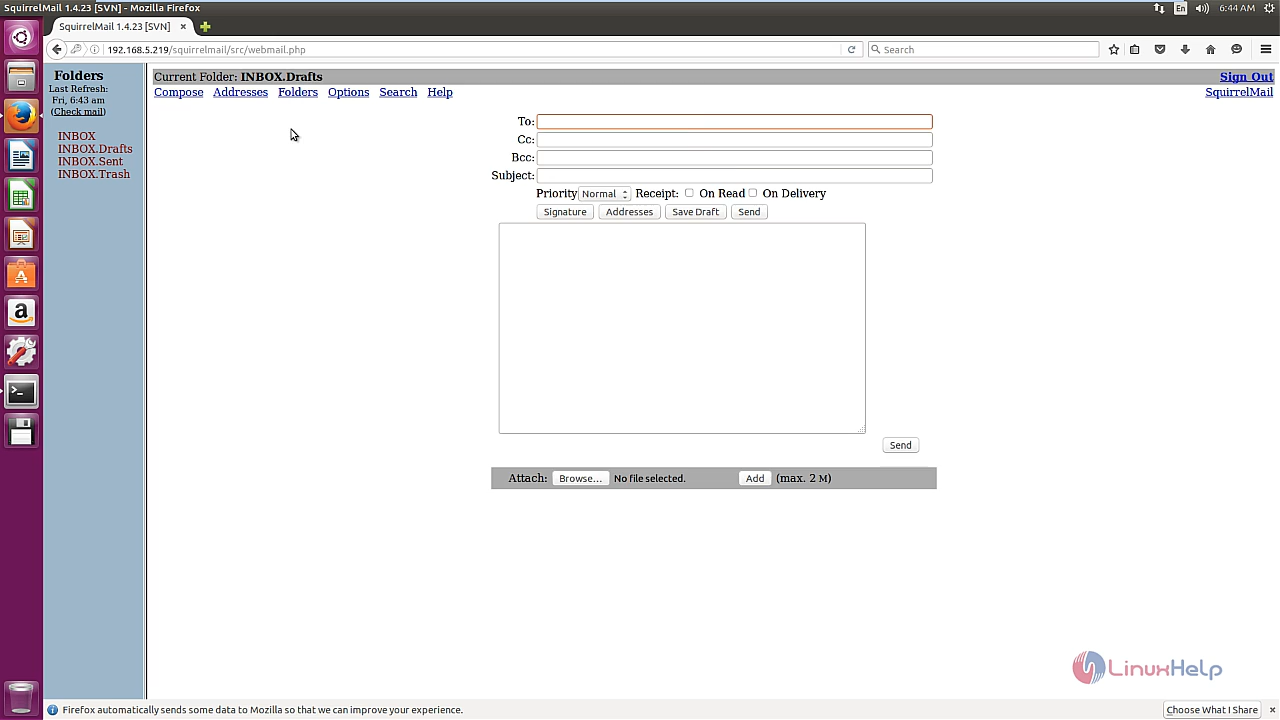 SquirrelMail 1.4.23 [SVN] - Mozilla Firefox
En
6:44 AM
SquirrelMail 1.4.23 [SVN]
192.168.5.219/squirrelmail/src/webmail.php
Search
Folders
Last Refresh:
Fri, 6:43 am
(Check mail)
INBOX
INBOX.Drafts
INBOX.Sent
INBOX.Trash
Current Folder: INBOX.Drafts
Sign Out
Compose Addresses Folders Options Search Help
SquirrelMail
To:
Cc:
Bcc:
Subject:
Priority Normal Receipt: On Read On Delivery
Signature Addresses Save Draft Send
Send
Attach: Browse... No file selected. Add (max. 2 M)
LinuxHelp
Firefox automatically sends some data to Mozilla so that we can improve your experience.
Choose What I Share